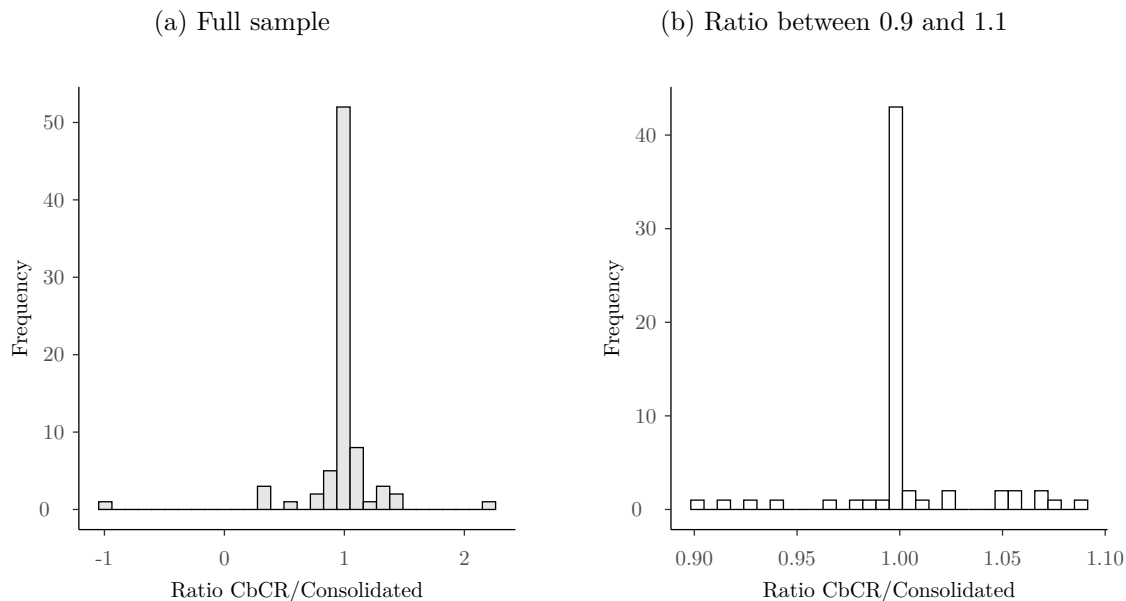 (a) Full sample
(b) Ratio between 0.9 and 1.1
50
40
30
20
10
0
Frequency
-1 0 1 2
Ratio CbCR/Consolidated
40
30
20
10
0
Frequency
0.90 0.95 1.00 1.05 1.10
Ratio CbCR/Consolidated